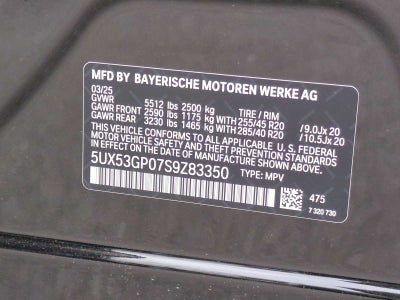 MFD BY BAYERISCHE MOTOREN WERKE AG
03/25
GVWR 5512 lbs 2500 kg TIRE / RIM
GAWR FRONT 2590 lbs 1175 kg WITH 255/45 R20 /9.0Jx 20
GAWR REAR 3230 lbs 1465 kg WITH 285/40 R20 /10.5Jx 20
THIS VEHICLE CONFORMS TO ALL APPLICABLE U.S. FEDERAL
MOTOR VEHICLE SAFETY AND THEFT PREVENTION STANDARDS
IN EFFECT ON THE DATE OF MANUFACTURE SHOWN ABOVE.
5UX53GP07S9Z83350 TYPE: MPV
475
7 320 730